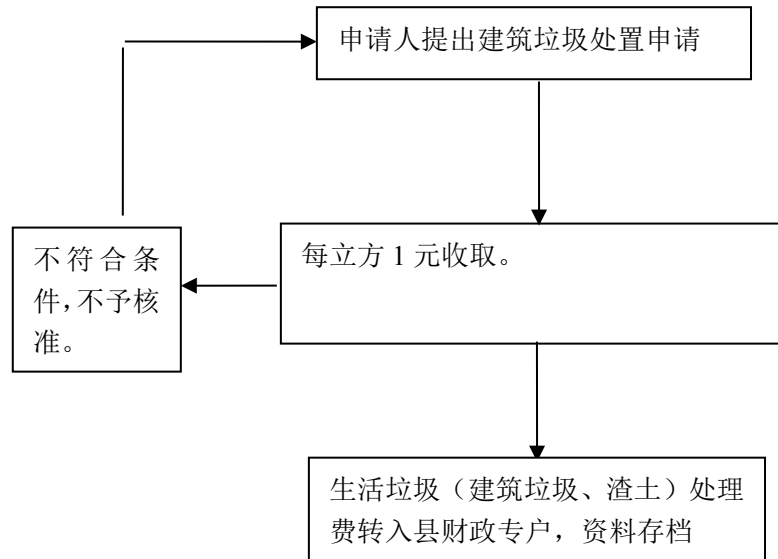 申请人提出建筑垃圾处置申请
每立方1元收取。
不符合条
件，不予核
准。
生活垃圾（建筑垃圾、渣土）处理
费转入县财政专户，资料存档